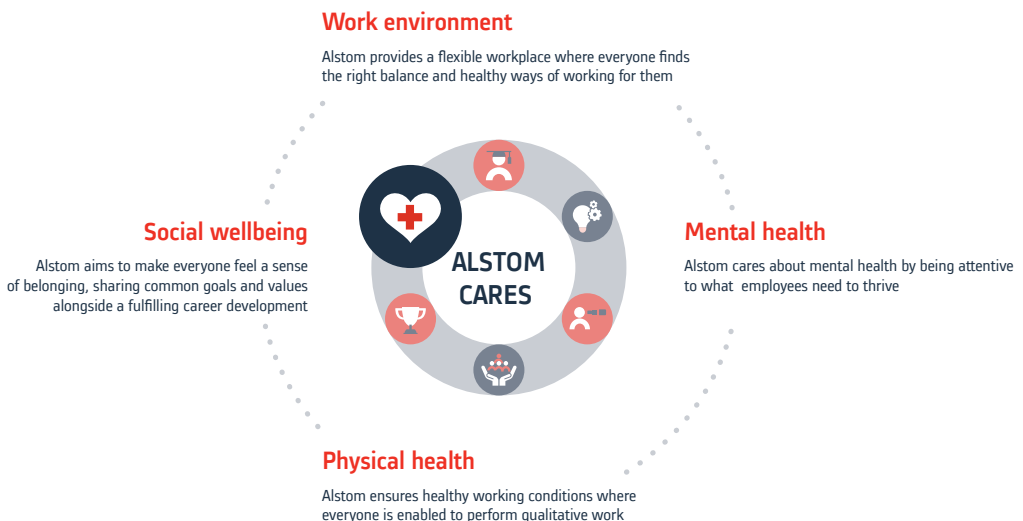 Work environment
Alstom provides a flexible workplace where everyone finds
the right balance and healthy ways of working for them
Social wellbeing
Alstom aims to make everyone feel a sense
of belonging, sharing common goals and values
alongside a fulfilling career development
ALSTOM
CARES
Mental health
Alstom cares about mental health by being attentive
to what employees need to thrive
Physical health
Alstom ensures healthy working conditions where
everyone is enabled to perform qualitative work